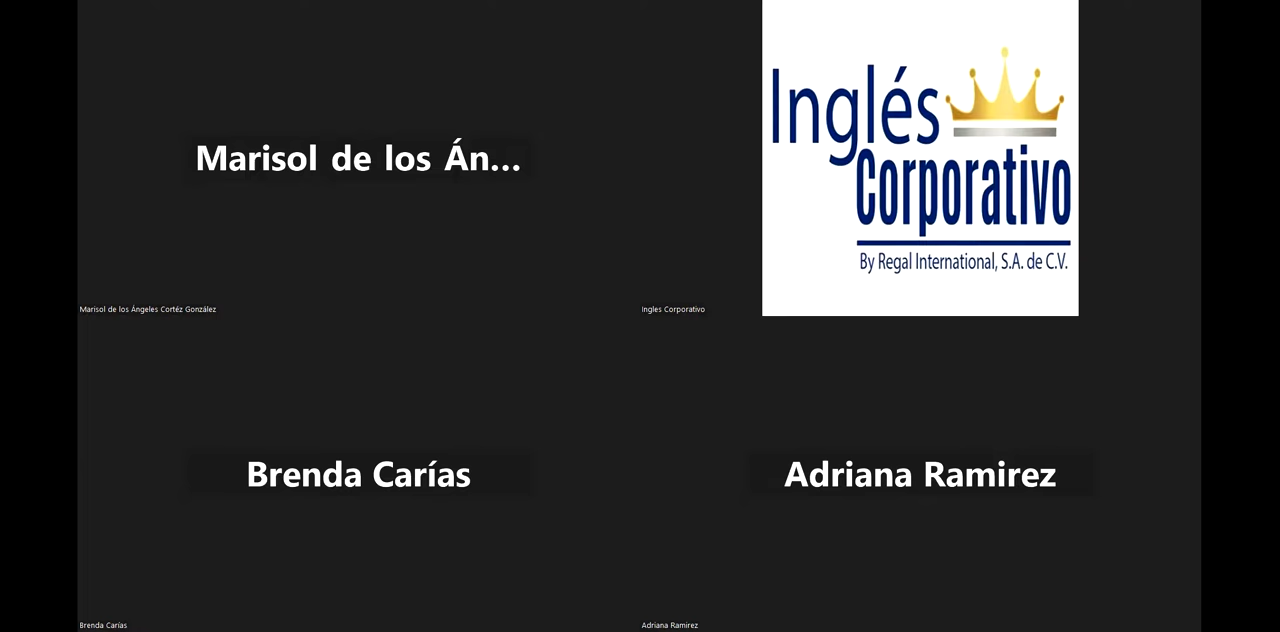 Marisol de los Án...
Marisol de los Ángeles Cortéz González
Inglés
Corporativo
By Regal International, S.A. de C.V.
Ingles Corporativo
Brenda Carías
Brenda Carías
Adriana Ramirez
Adriana Ramirez